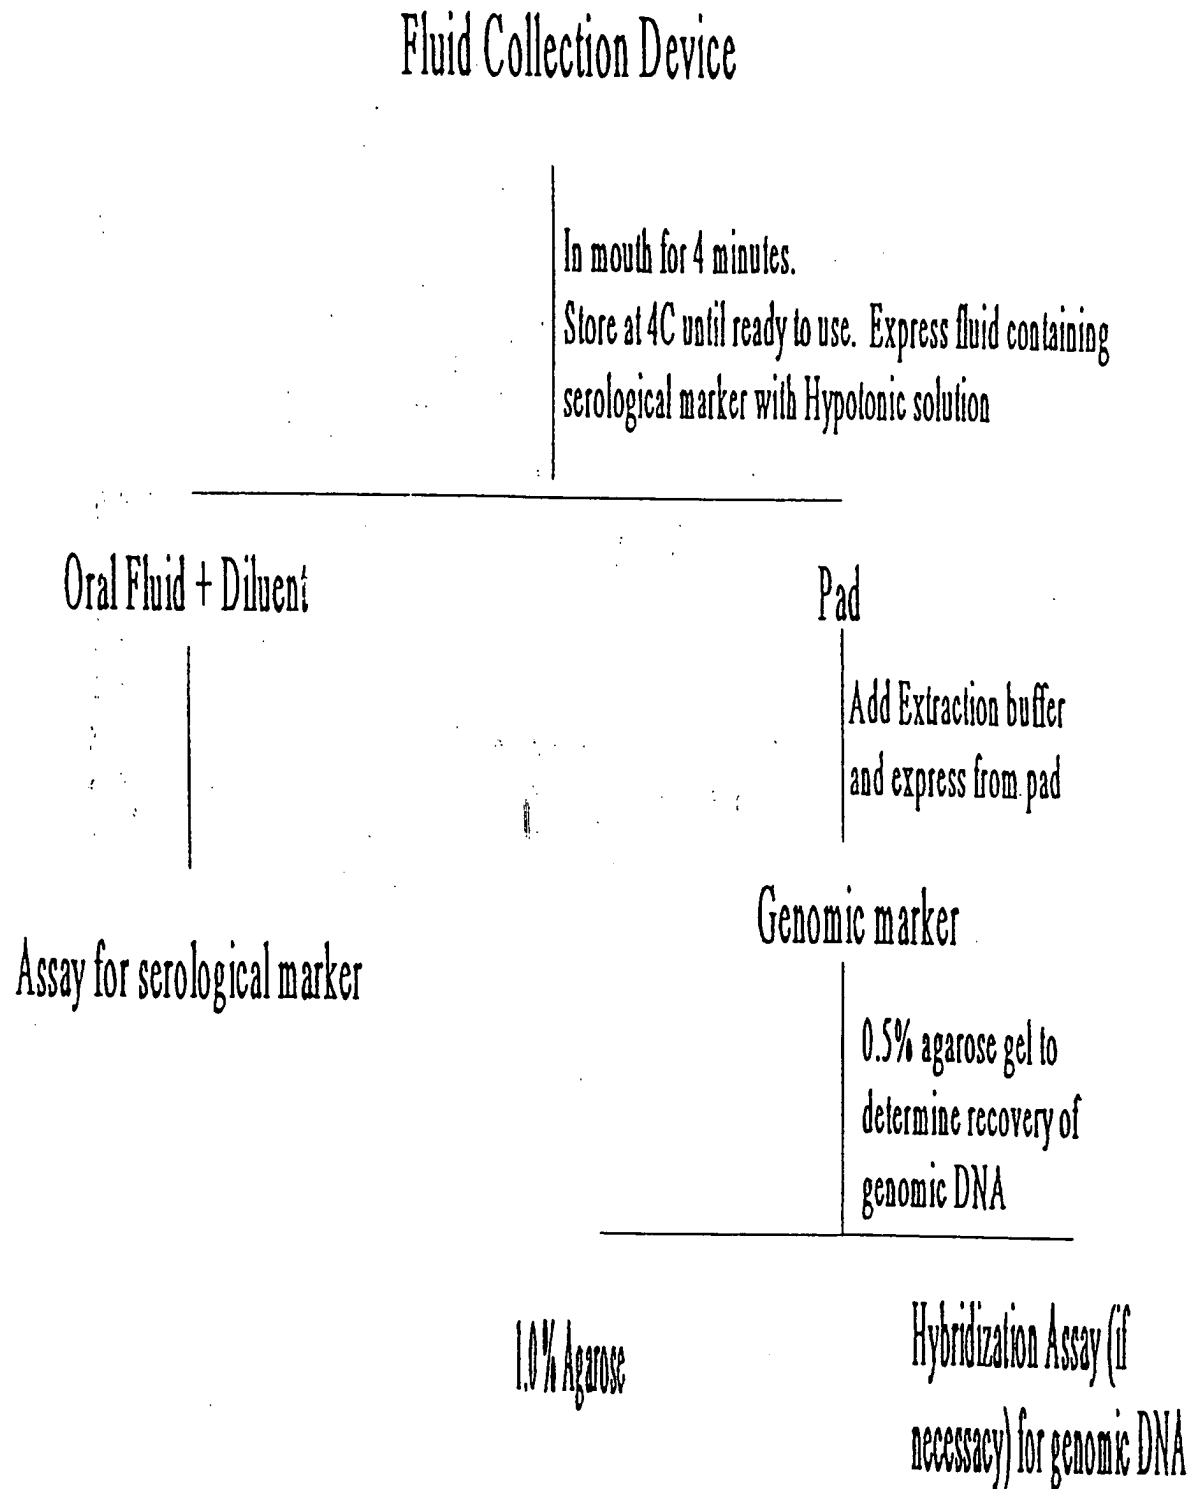 Fluid Collection Device
In mouth for 4 minutes.
Store at 4C until ready to use. Express fluid containing
serological marker with Hypotonic solution
Oral Fluid + Diluent
Pad
Add Extraction buffer
and express from pad
Genomic marker
Assay for serological marker
0.5% agarose gel to
determine recovery of
genomic DNA
1.0% Agarose
Hybridization Assay (if
necessacy) for genomic DNA